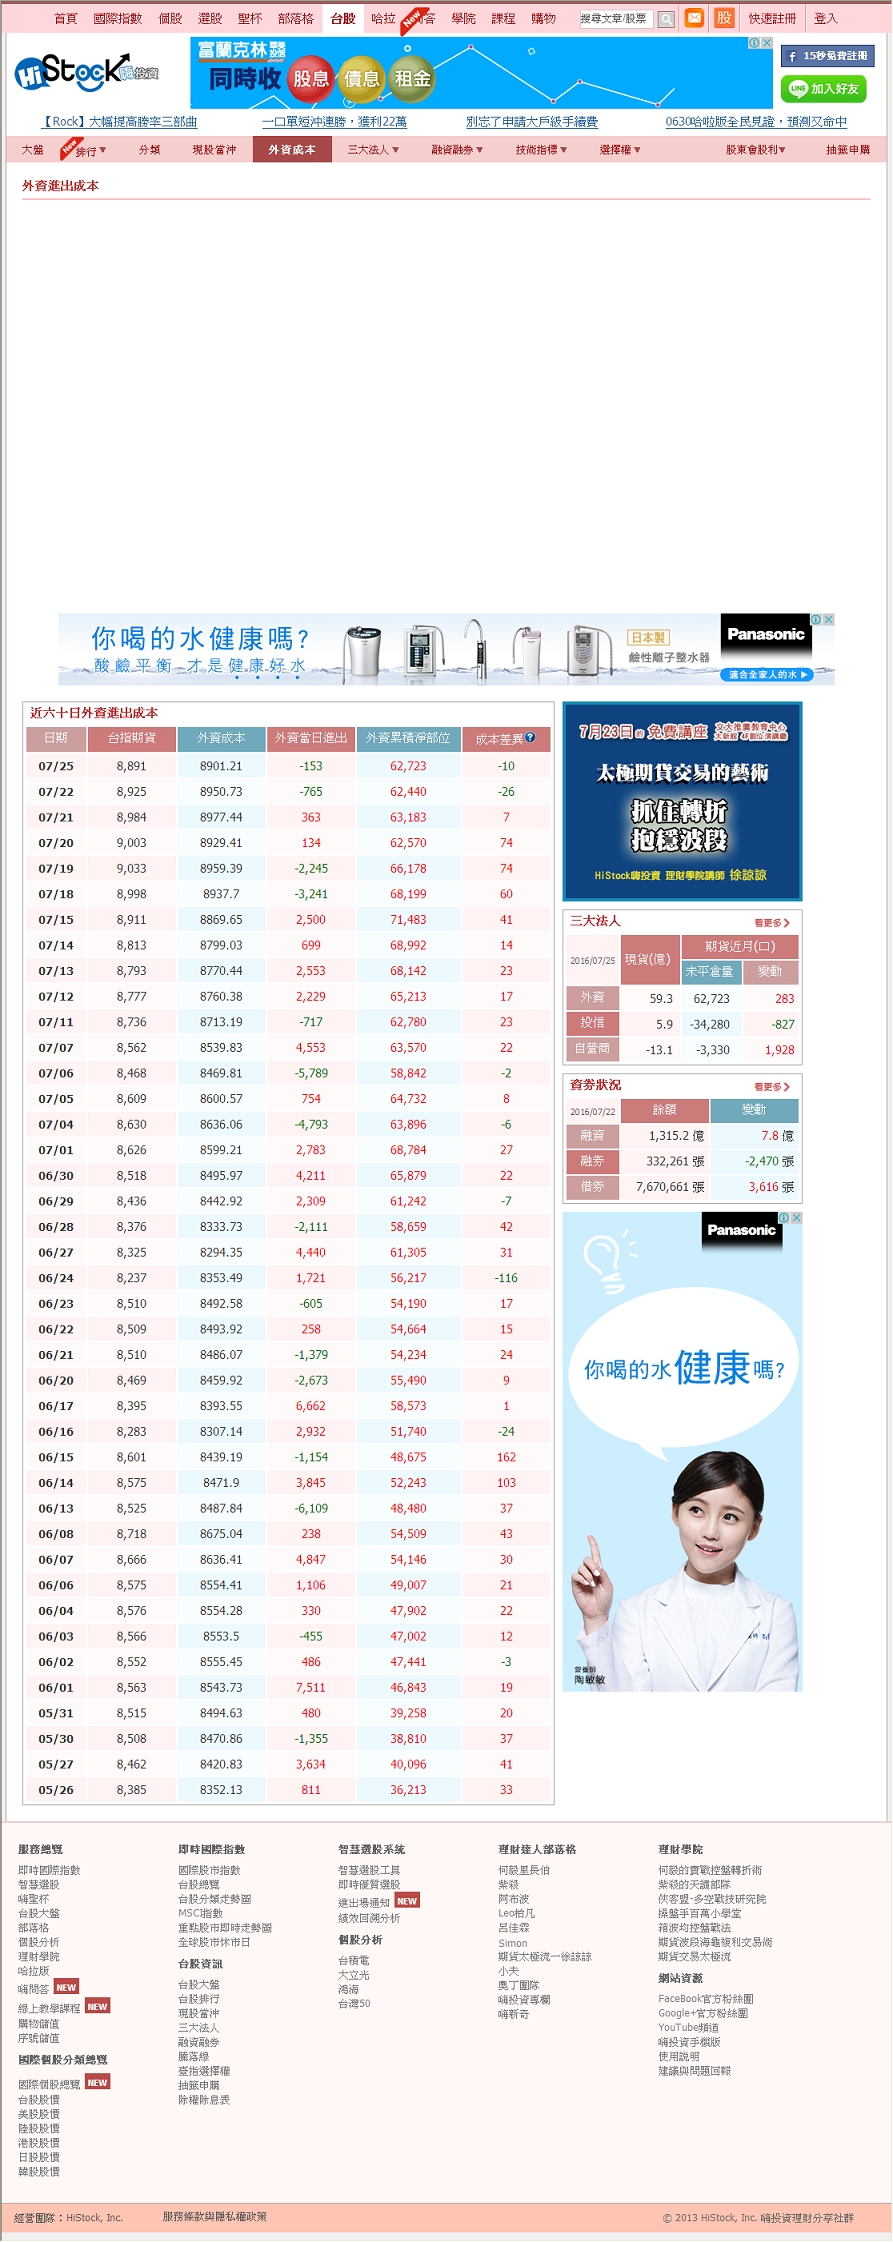 首頁 國際指數 個股 選股 聖杯 部落格 台股 哈拉 New 答 學院 課程 購物 搜尋文章/股票 股 快速註冊 登入
HiStock嗨投資
富蘭克林
同時收 股息 債息 租金
f 15秒免費註冊
LINE 加入好友
【Rock】大幅提高勝率三部曲 一口單短沖連勝，獲利22萬 別忘了申請大戶級手續費 0630哈啦版全民見證，預測又命中
大盤 New 排行▼ 分類 現股當沖 外資成本 三大法人▼ 融資融券▼ 技術指標▼ 選擇權▼ 股東會股利▼ 抽籤申購
外資進出成本
你喝的水健康嗎?
酸鹼平衡 才是健康好水
日本製
鹼性離子整水器
Panasonic
適合全家人的水 ▶
近六十日外資進出成本
日期 台指期貨 外資成本 外資當日進出 外資累積淨部位 成本差異?
07/25 8,891 8901.21 -153 62,723 -10
07/22 8,925 8950.73 -765 62,440 -26
07/21 8,984 8977.44 363 63,183 7
07/20 9,003 8929.41 134 62,570 74
07/19 9,033 8959.39 -2,245 66,178 74
07/18 8,998 8937.7 -3,241 68,199 60
07/15 8,911 8869.65 2,500 71,483 41
07/14 8,813 8799.03 699 68,992 14
07/13 8,793 8770.44 2,553 68,142 23
07/12 8,777 8760.38 2,229 65,213 17
07/11 8,736 8713.19 -717 62,780 23
07/07 8,562 8539.83 4,553 63,570 22
07/06 8,468 8469.81 -5,789 58,842 -2
07/05 8,609 8600.57 754 64,732 8
07/04 8,630 8636.06 -4,793 63,896 -6
07/01 8,626 8599.21 2,783 68,784 27
06/30 8,518 8495.97 4,211 65,879 22
06/29 8,436 8442.92 2,309 61,242 -7
06/28 8,376 8333.73 -2,111 58,659 42
06/27 8,325 8294.35 4,440 61,305 31
06/24 8,237 8353.49 1,721 56,217 -116
06/23 8,510 8492.58 -605 54,190 17
06/22 8,509 8493.92 258 54,664 15
06/21 8,510 8486.07 -1,379 54,234 24
06/20 8,469 8459.92 -2,673 55,490 9
06/17 8,395 8393.55 6,662 58,573 1
06/16 8,283 8307.14 2,932 51,740 -24
06/15 8,601 8439.19 -1,154 48,675 162
06/14 8,575 8471.9 3,845 52,243 103
06/13 8,525 8487.84 -6,109 48,480 37
06/08 8,718 8675.04 238 54,509 43
06/07 8,666 8636.41 4,847 54,146 30
06/06 8,575 8554.41 1,106 49,007 21
06/04 8,576 8554.28 330 47,902 22
06/03 8,566 8553.5 -455 47,002 12
06/02 8,552 8555.45 486 47,441 -3
06/01 8,563 8543.73 7,511 46,843 19
05/31 8,515 8494.63 480 39,258 20
05/30 8,508 8470.86 -1,355 38,810 37
05/27 8,462 8420.83 3,634 40,096 41
05/26 8,385 8352.13 811 36,213 33
7月23日的 免費講座 文大推廣教育中心
太極期貨交易的藝術
抓住轉折
抱穩波段
HiStock嗨投資 理財學院講師 徐諒諒
三大法人 看更多
2016/07/25 現貨(億) 期貨近月(口)
未平倉量 變動
外資 59.3 62,723 283
投信 5.9 -34,280 -827
自營商 -13.1 -3,330 1,928
資券狀況 看更多
2016/07/22 餘額 變動
融資 1,315.2 億 7.8 億
融券 332,261 張 -2,470 張
借券 7,670,661 張 3,616 張
Panasonic
你喝的水健康嗎?
營養師
陶敏敏
服務總覽
即時國際指數
智慧選股
嗨聖杯
台股大盤
部落格
個股分析
理財學院
哈拉版
嗨問答 NEW
線上教學課程 NEW
購物儲值
序號儲值
國際個股分類總覽
國際個股總覽 NEW
台股股價
美股股價
陸股股價
港股股價
日股股價
韓股股價
即時國際指數
國際股市指數
台股總覽
台股分類走勢圖
MSCI指數
重點股市即時走勢圖
全球股市休市日
台股資訊
台股大盤
台股排行
現股當沖
三大法人
融資融券
騰落線
臺指選擇權
抽籤申購
除權除息表
智慧選股系統
智慧選股工具
即時優質選股
進出場通知 NEW
績效回溯分析
個股分析
台積電
大立光
鴻海
台灣50
理財達人部落格
何毅里長伯
紫殺
阿布波
Leo柏凡
呂佳霖
Simon
期貨太極流一徐諒諒
小夫
奧丁團隊
嗨投資專欄
嗨新奇
理財學院
何毅的實戰控盤轉折術
紫殺的天讖部隊
俠客盟-多空戰技研究院
操盤手百萬小學堂
箱波均控盤戰法
期貨波段海龜複利交易術
期貨交易太極流
網站資源
FaceBook官方粉絲團
Google+官方粉絲團
YouTube頻道
嗨投資手機版
使用說明
建議與問題回報
經營團隊：HiStock, Inc. 服務條款與隱私權政策 © 2013 HiStock, Inc. 嗨投資理財分享社群